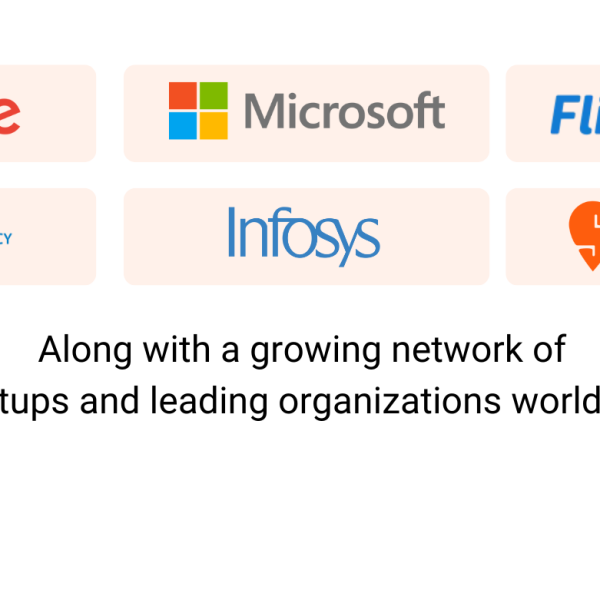 e Microsoft Fli
CY Infosys
Along with a growing network of
tups and leading organizations world